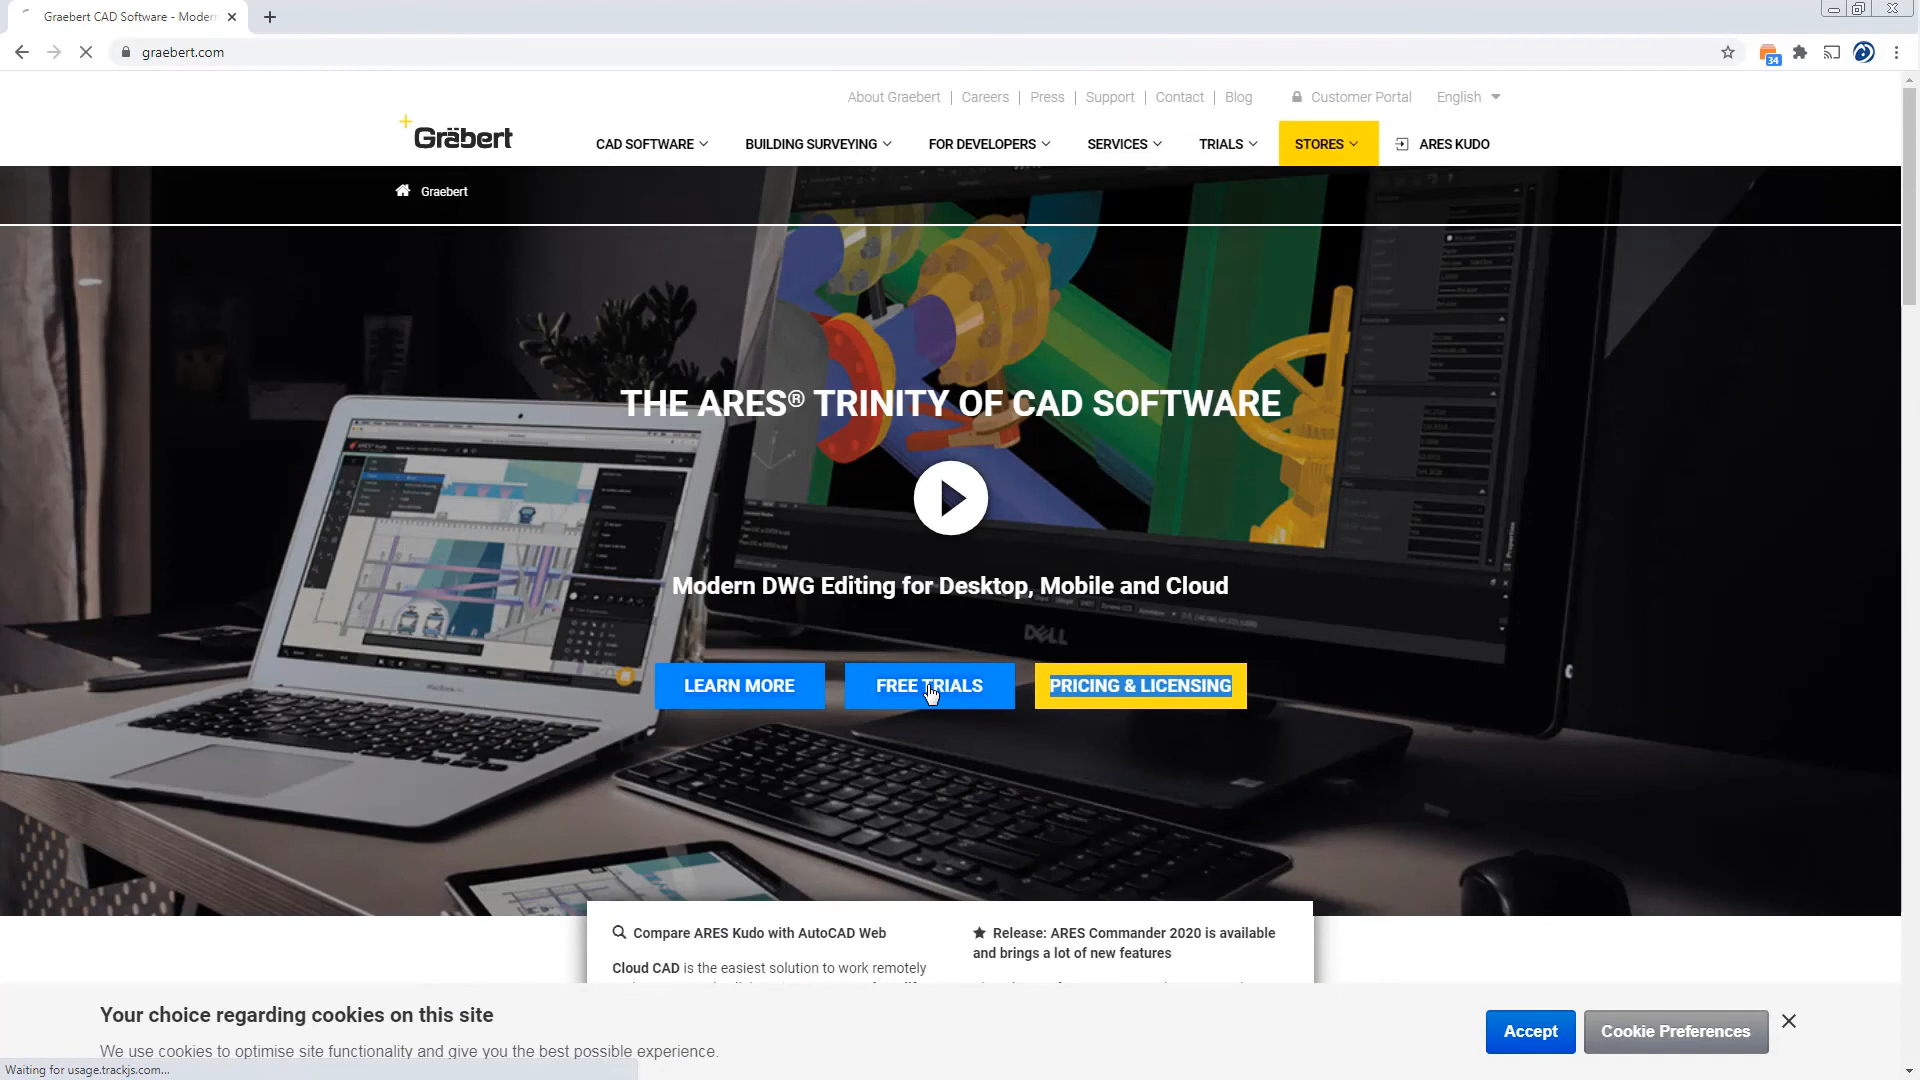 Graebert CAD Software - Modern
graebert.com
34
About Graebert | Careers | Press | Support | Contact | Blog
Customer Portal
English
Gräbert
CAD SOFTWARE
BUILDING SURVEYING
FOR DEVELOPERS
SERVICES
TRIALS
STORES
ARES KUDO
Graebert
THE ARES® TRINITY OF CAD SOFTWARE
Modern DWG Editing for Desktop, Mobile and Cloud
DELL
LEARN MORE
FREE TRIALS
PRICING & LICENSING
Compare ARES Kudo with AutoCAD Web
Cloud CAD is the easiest solution to work remotely
Release: ARES Commander 2020 is available
and brings a lot of new features
Your choice regarding cookies on this site
We use cookies to optimise site functionality and give you the best possible experience.
Accept
Cookie Preferences
Waiting for usage.trackjs.com...